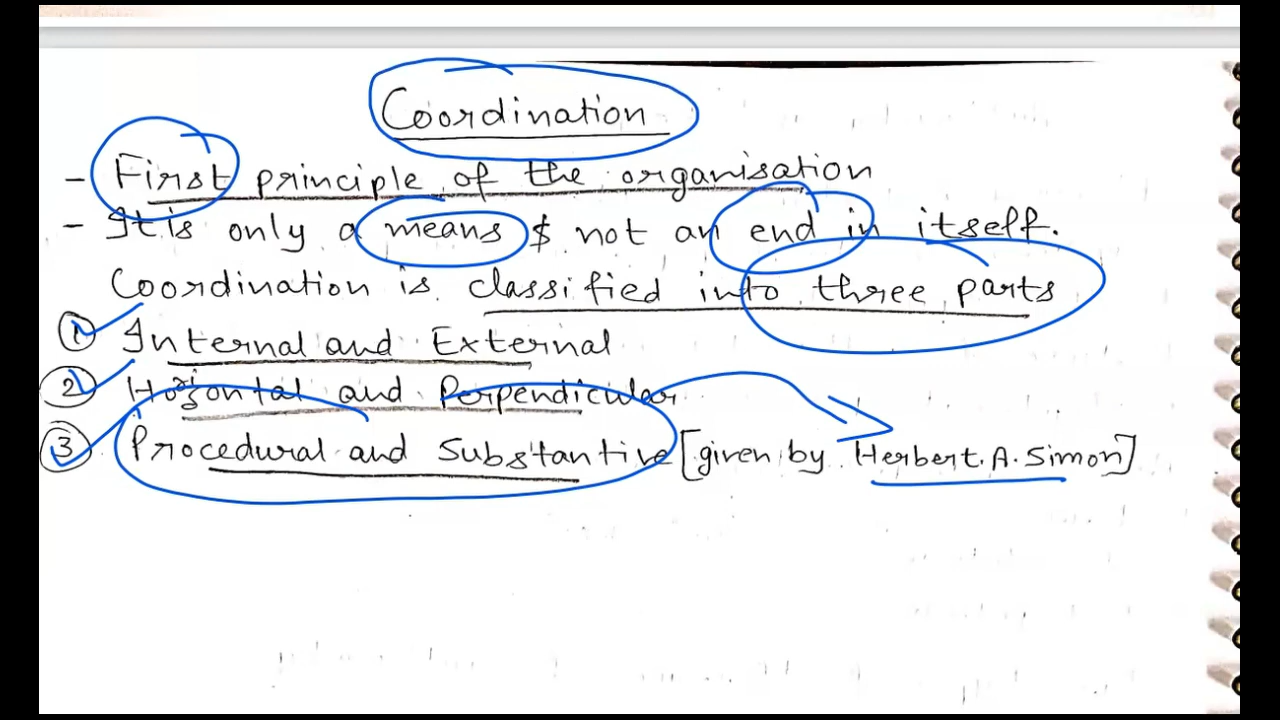 Coordination
- First principle of the organisation
- It is only a means $ not an end in itself.
Coordination is classified into three parts
① Internal and External
② Horizontal and Perpendicular
③ Procedural and Substantive [given by Herbert. A. Simon]